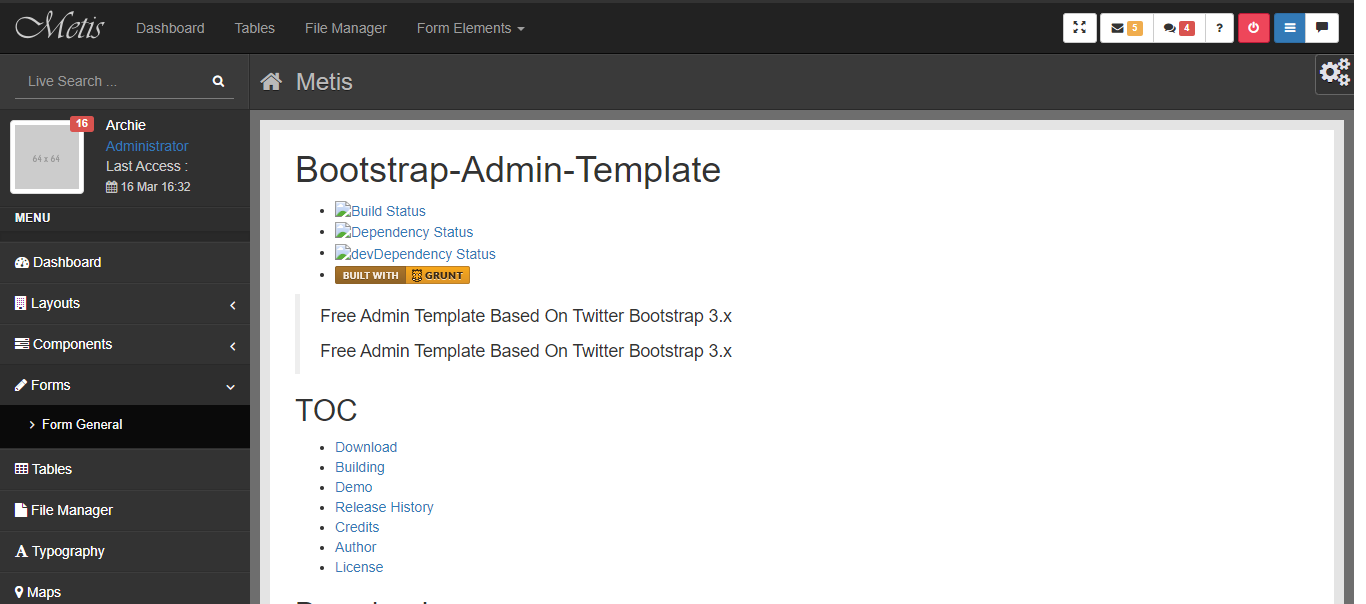 Metis Dashboard Tables File Manager Form Elements 5 4 ?
Live Search ...
Metis
16
64 x 64
Archie
Administrator
Last Access :
16 Mar 16:32
MENU
Dashboard
Layouts
Components
Forms
Form General
Tables
File Manager
Typography
Maps
Bootstrap-Admin-Template
Build Status
Dependency Status
devDependency Status
BUILT WITH GRUNT
Free Admin Template Based On Twitter Bootstrap 3.x
Free Admin Template Based On Twitter Bootstrap 3.x
TOC
Download
Building
Demo
Release History
Credits
Author
License